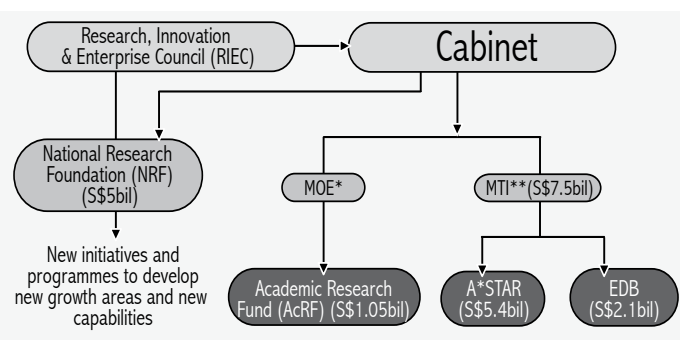 Research, Innovation
& Enterprise Council (RIEC)
Cabinet
National Research
Foundation (NRF)
(S$5bil)
MOE*
MTI**(S$7.5bil)
New initiatives and
programmes to develop
new growth areas and new
capabilities
Academic Research
Fund (AcRF) (S$1.05bil)
A*STAR
(S$5.4bil)
EDB
(S$2.1bil)